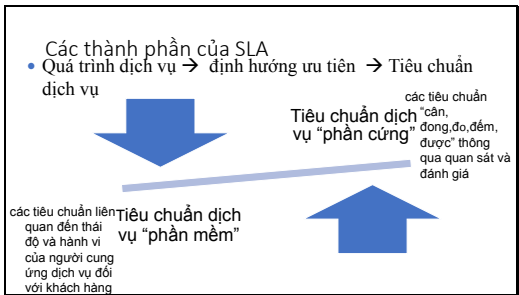 Các thành phần của SLA
• Quá trình dịch vụ → định hướng ưu tiên → Tiêu chuẩn
dịch vụ
Tiêu chuẩn dịch
vụ “phần cứng”
các tiêu chuẩn
“cân,
đong,đo,đếm,
được” thông
qua quan sát và
đánh giá
các tiêu chuẩn liên
quan đến thái
độ và hành vi
của người cung
ứng dịch vụ đối
với khách hàng
Tiêu chuẩn dịch
vụ “phần mềm”